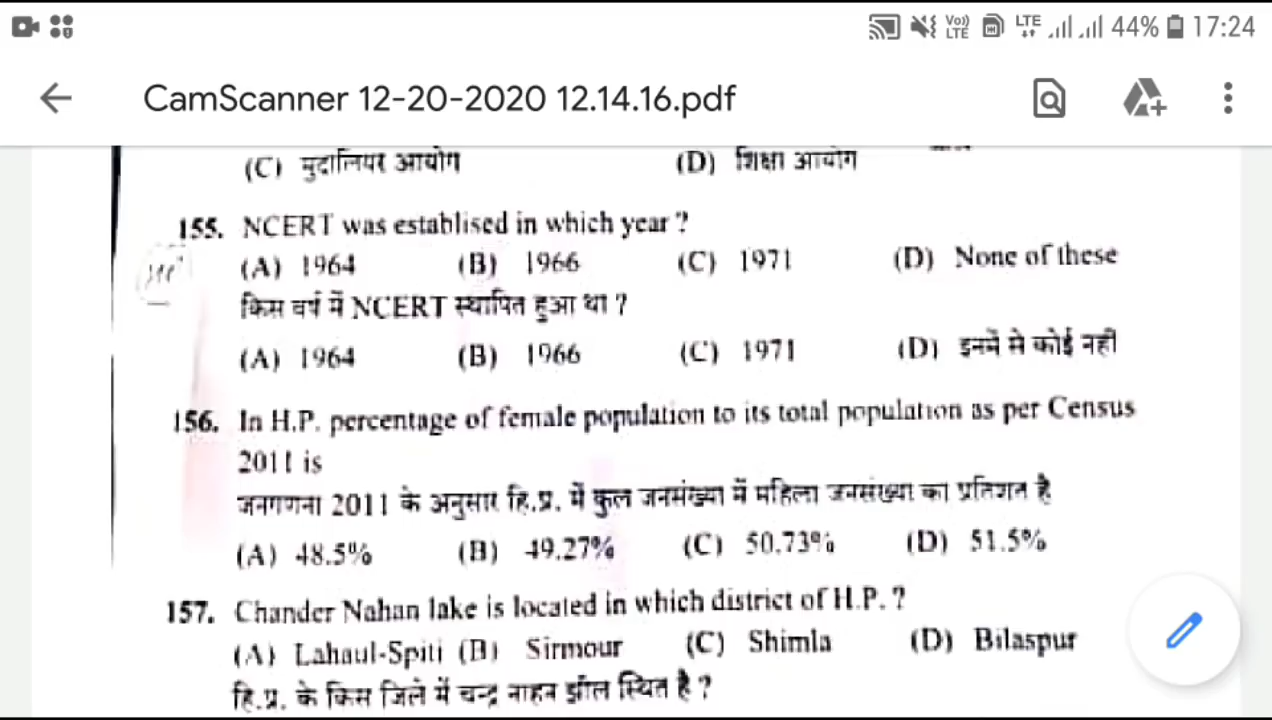 Vo)) LTE LTE 44% 17:24
CamScanner 12-20-2020 12.14.16.pdf
(C) मुदालियर आयोग (D) शिक्षा आयोग
155. NCERT was establised in which year ?
(A) 1964 (B) 1966 (C) 1971 (D) None of these
किस वर्ष में NCERT स्थापित हुआ था ?
(A) 1964 (B) 1966 (C) 1971 (D) इनमें से कोई नहीं
156. In H.P. percentage of female population to its total population as per Census
2011 is
जनगणना 2011 के अनुसार हि.प्र. में कुल जनसंख्या में महिला जनसंख्या का प्रतिशत है
(A) 48.5% (B) 49.27% (C) 50.73% (D) 51.5%
157. Chander Nahan lake is located in which district of H.P. ?
(A) Lahaul-Spiti (B) Sirmour (C) Shimla (D) Bilaspur
हि.प्र. के किस जिले में चन्द्र नाहन झील स्थित है ?